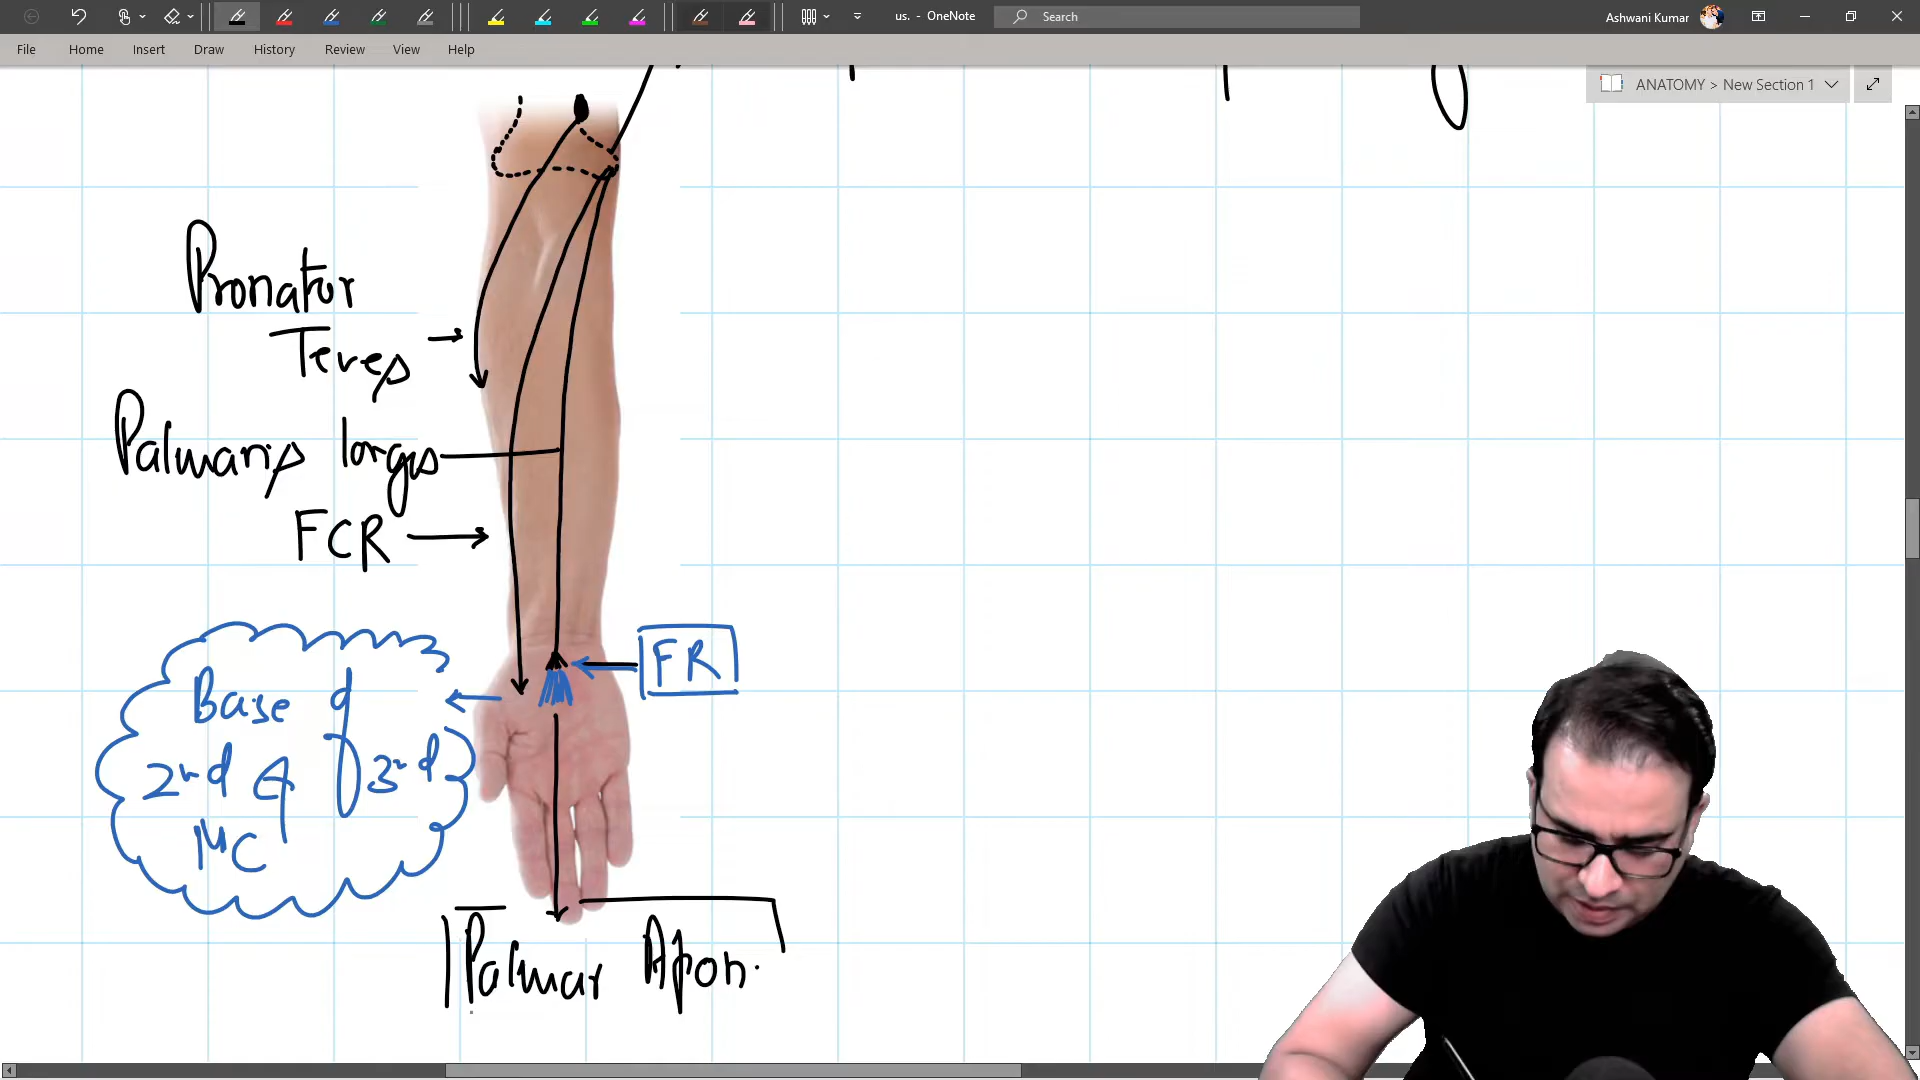 us. - OneNote
Search
Ashwani Kumar
File Home Insert Draw History Review View Help
ANATOMY > New Section 1
Pronator
Teres
Palmaris longus
FCR
FR
Base of
2nd & 3rd
MC
Palmar Apon.